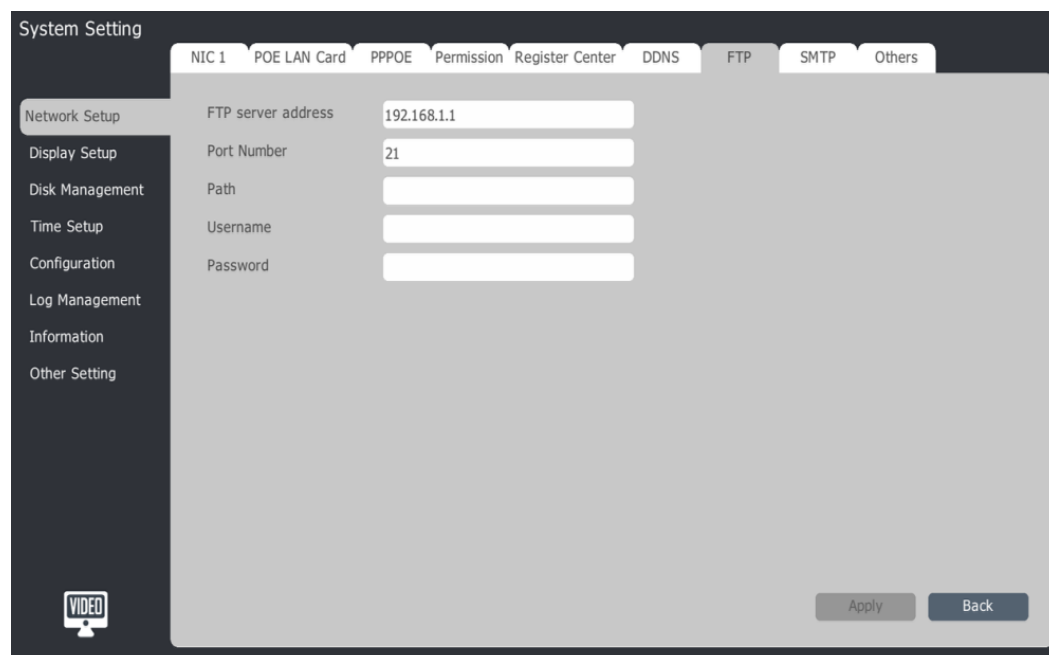 System Setting
NIC 1 POE LAN Card PPPOE Permission Register Center DDNS FTP SMTP Others
Network Setup
Display Setup
Disk Management
Time Setup
Configuration
Log Management
Information
Other Setting
FTP server address 192.168.1.1
Port Number 21
Path
Username
Password
VIDEO
Apply Back